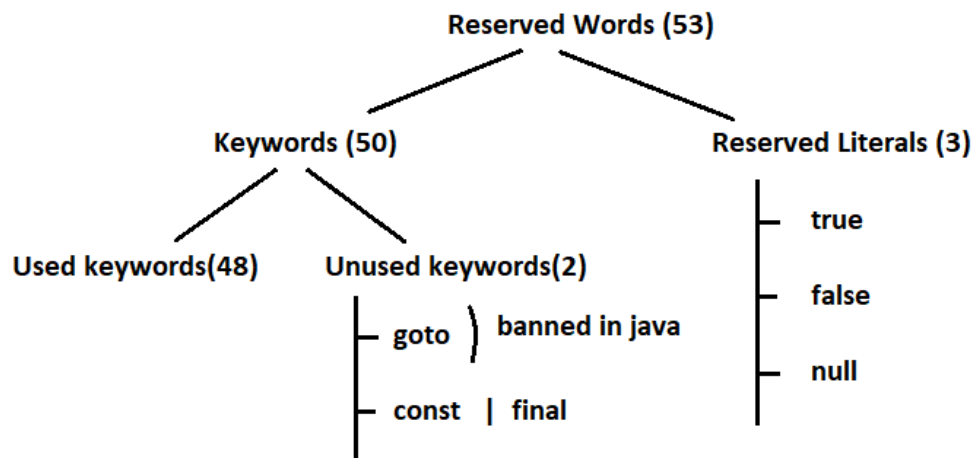 Reserved Words (53)
Keywords (50)
Reserved Literals (3)
Used keywords(48)
Unused keywords(2)
goto ) banned in java
const | final
true
false
null